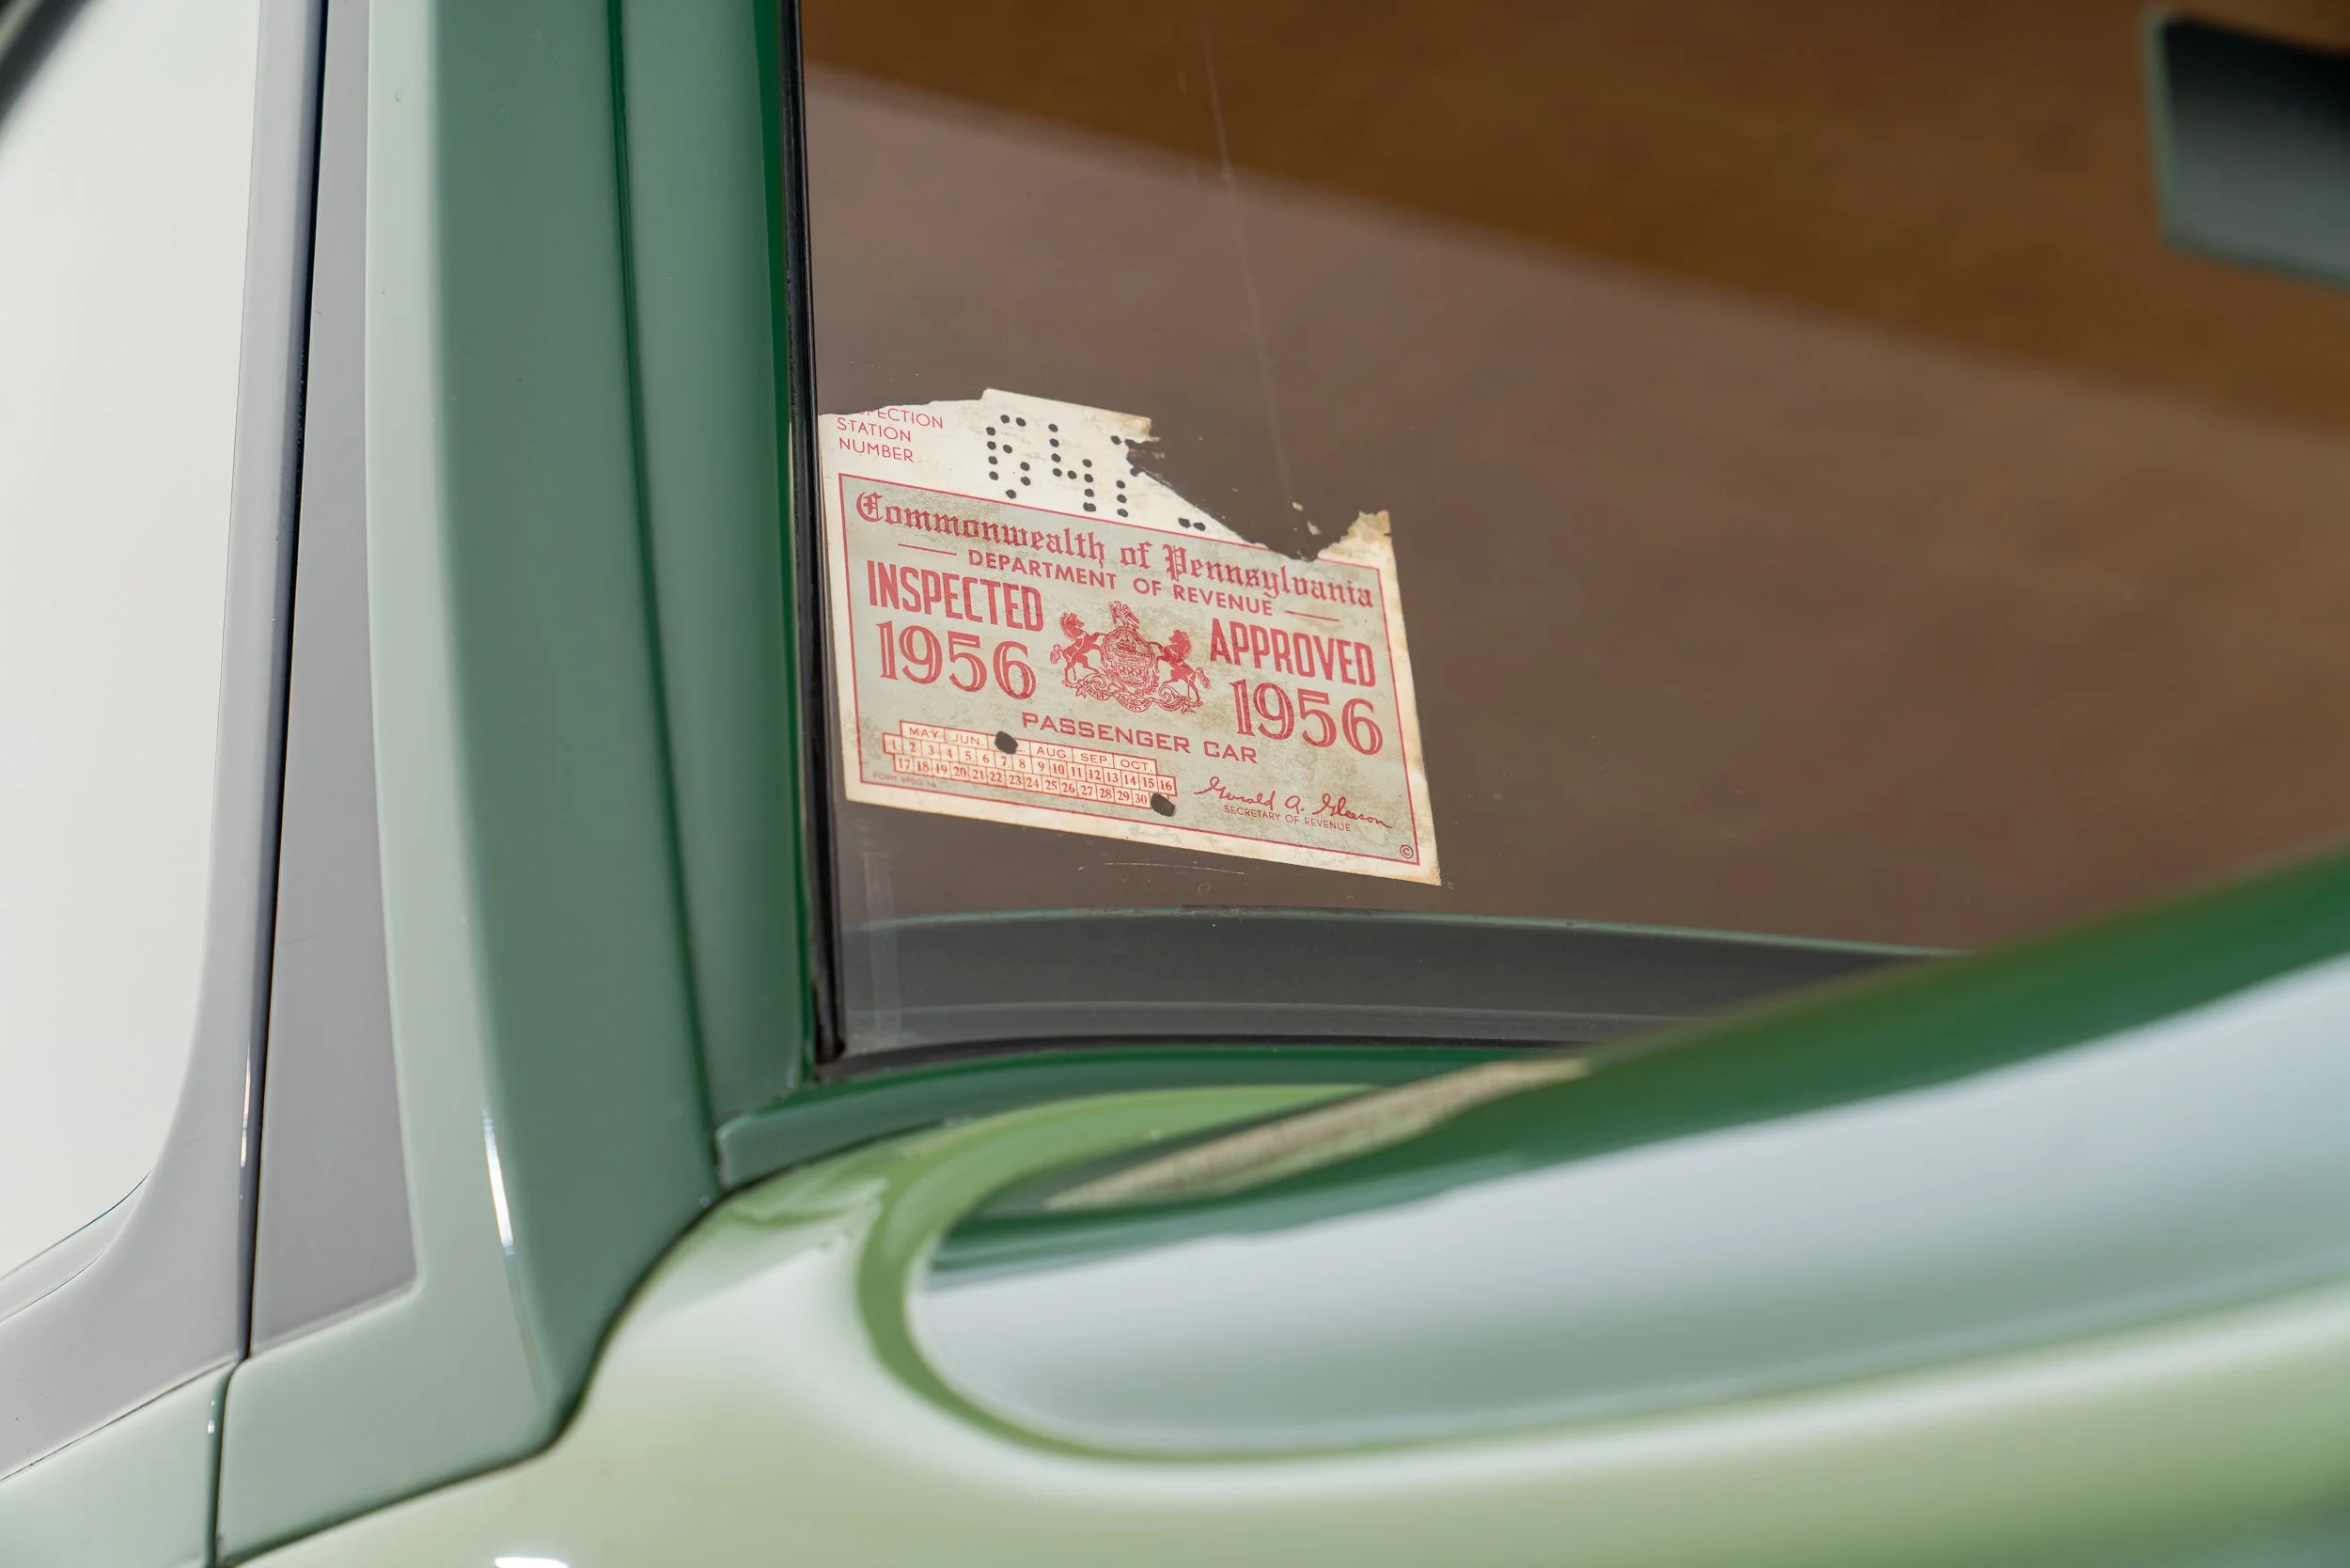 STATION
NUMBER
Commonwealth of Pennsylvania
DEPARTMENT OF REVENUE
INSPECTED
APPROVED
1956
1956
PASSENGER CAR
MAY JUN. AUG. SEP. OCT.
1 2 3 4 5 6 7 8 9 10 11 12 13 14 15 16
17 18 19 20 21 22 23 24 25 26 27 28 29 30
Gerald A. Gleeson
SECRETARY OF REVENUE
©